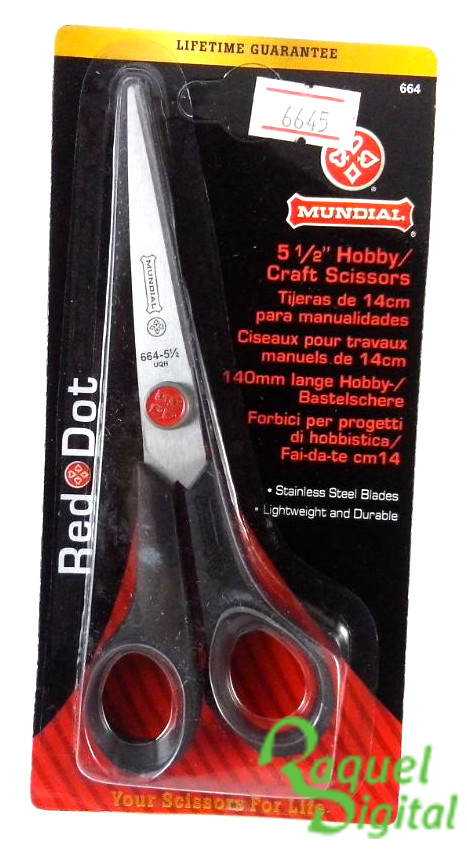 LIFETIME GUARANTEE
664
6645
MUNDIAL
5 1/2" Hobby/
Craft Scissors
Tijeras de 14cm
para manualidades
Ciseaux pour travaux
manuels de 14cm
140mm lange Hobby-/
Bastelschere
Forbici per progetti
di hobbistica/
Fai-da-te cm14
• Stainless Steel Blades
• Lightweight and Durable
MUNDIAL
664-5½
UQH
Red Dot
Your Scissors For Life.
Raquel
Digital